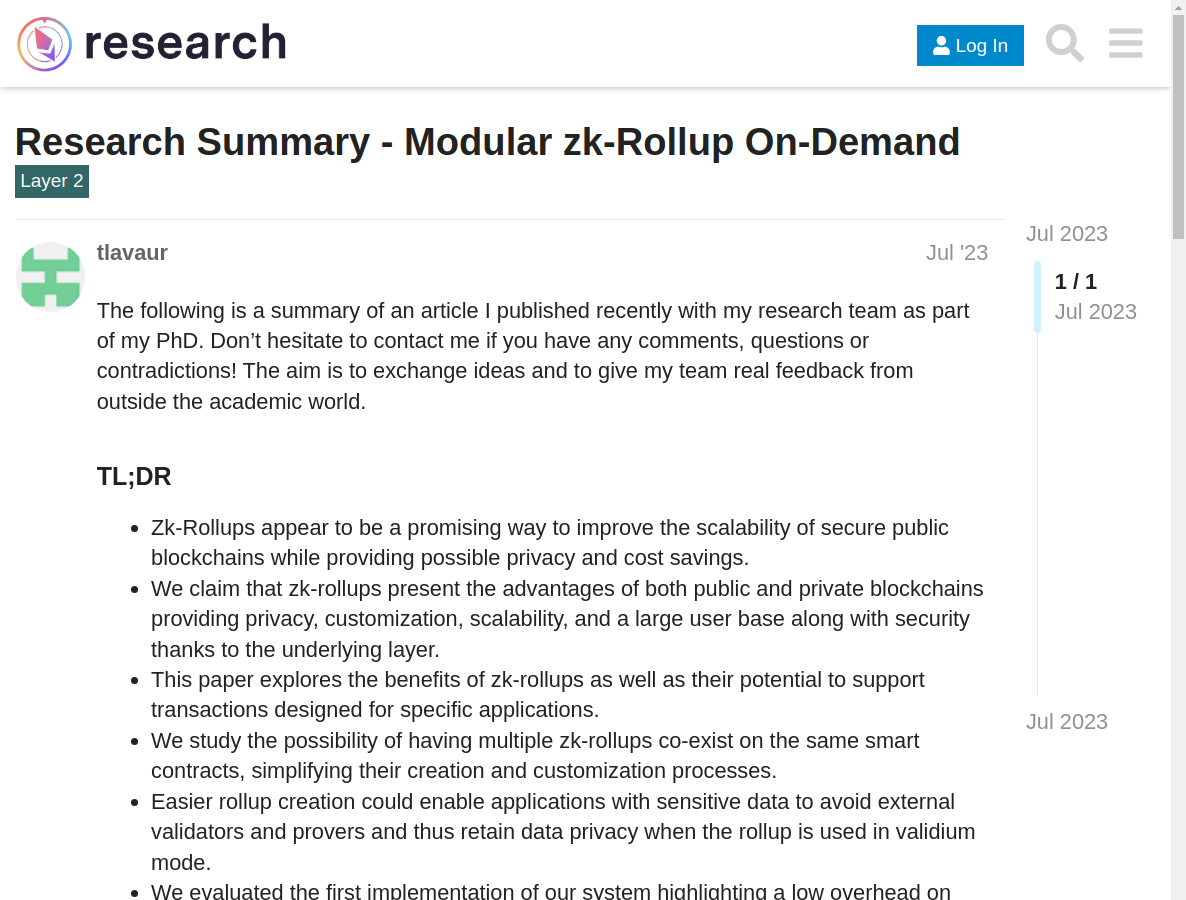 research
Log In
Research Summary - Modular zk-Rollup On-Demand
Layer 2
Jul 2023
tlavaur
Jul '23
1 / 1
Jul 2023
The following is a summary of an article I published recently with my research team as part
of my PhD. Don’t hesitate to contact me if you have any comments, questions or
contradictions! The aim is to exchange ideas and to give my team real feedback from
outside the academic world.
TL;DR
• Zk-Rollups appear to be a promising way to improve the scalability of secure public
blockchains while providing possible privacy and cost savings.
• We claim that zk-rollups present the advantages of both public and private blockchains
providing privacy, customization, scalability, and a large user base along with security
thanks to the underlying layer.
• This paper explores the benefits of zk-rollups as well as their potential to support
transactions designed for specific applications.
Jul 2023
• We study the possibility of having multiple zk-rollups co-exist on the same smart
contracts, simplifying their creation and customization processes.
• Easier rollup creation could enable applications with sensitive data to avoid external
validators and provers and thus retain data privacy when the rollup is used in validium
mode.
• We evaluated the first implementation of our system highlighting a low overhead on